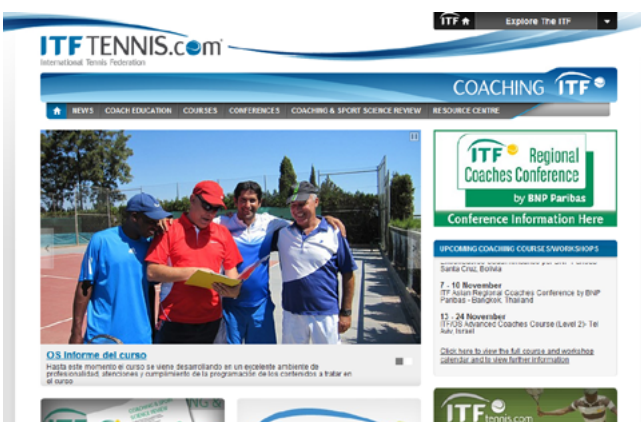 ITF
Explore The ITF
ITFTENNIS.com
International Tennis Federation
COACHING ITF
NEWS COACH EDUCATION COURSES CONFERENCES COACHING & SPORT SCIENCE REVIEW RESOURCE CENTRE
ITF Regional
Coaches Conference
by BNP Paribas
Conference Information Here
UPCOMING COACHING COURSES/WORKSHOPS
Santa Cruz, Bolivia
7 - 10 November
ITF Asian Regional Coaches Conference by BNP
Paribas - Bangkok, Thailand
13 - 24 November
ITF/OS Advanced Coaches Course (Level 2)- Tel
Aviv, Israel
Click here to view the full course and workshop
calendar and to view further information
OS Informe del curso
Hasta este momento el curso se viene desarrollando en un excelente ambiente de
profesionalidad, atenciones y cumplimiento de la programación de los contenidos a tratar en
el curso
COACHING &
SCIENCE REVIEW
ITF
tennis.com